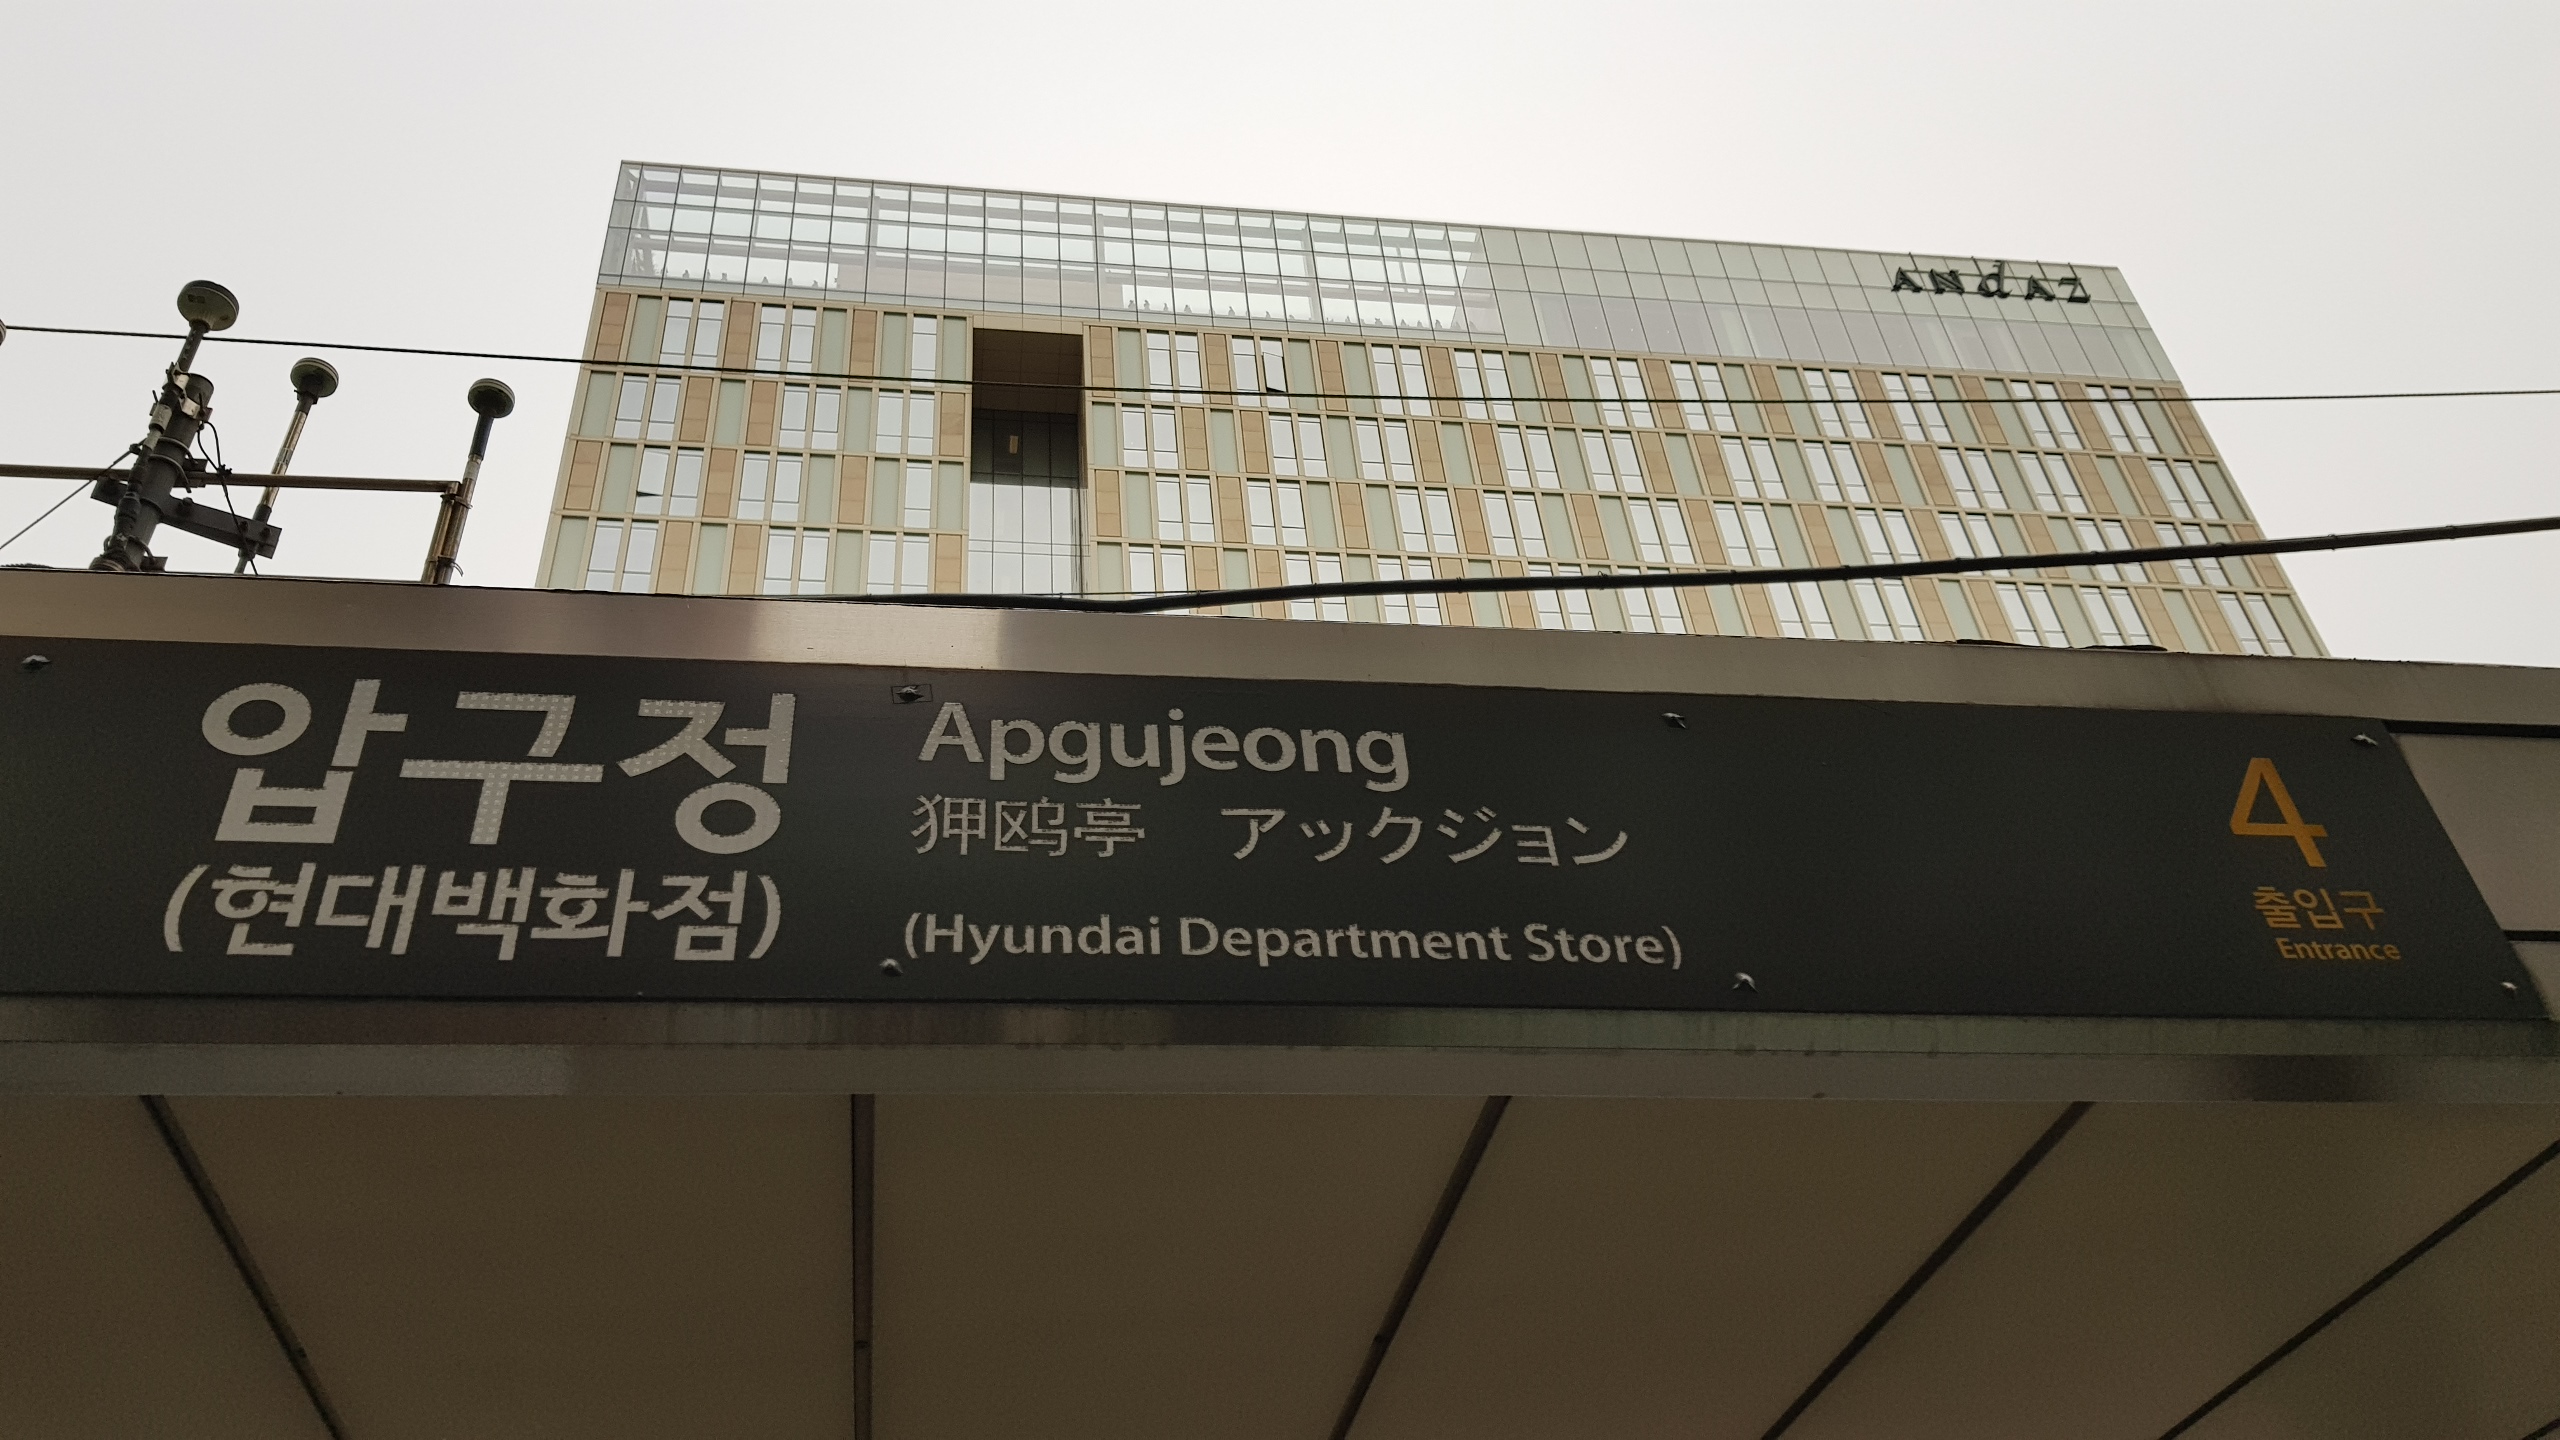 ANdAZ
압구정
(현대백화점)
Apgujeong
狎鸥亭 アックジョン
(Hyundai Department Store)
4
출입구
Entrance